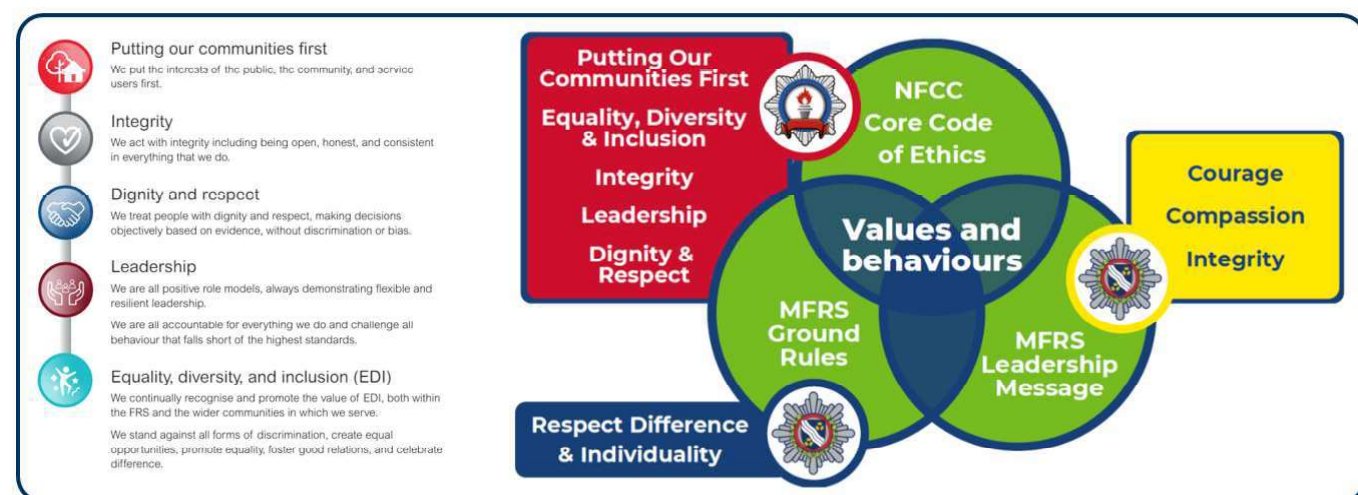 Putting our communities first
We put the interests of the public, the community, and service
users first.
Integrity
We act with integrity including being open, honest, and consistent
in everything that we do.
Dignity and respect
We treat people with dignity and respect, making decisions
objectively based on evidence, without discrimination or bias.
Leadership
We are all positive role models, always demonstrating flexible and
resilient leadership.
We are all accountable for everything we do and challenge all
behaviour that falls short of the highest standards.
Equality, diversity, and inclusion (EDI)
We continually recognise and promote the value of EDI, both within
the FRS and the wider communities in which we serve.
We stand against all forms of discrimination, create equal
opportunities, promote equality, foster good relations, and celebrate
difference.
Putting Our
Communities First
Equality, Diversity
& Inclusion
Integrity
Leadership
Dignity &
Respect
NFCC
Core Code
of Ethics
Values and
behaviours
MFRS
Ground
Rules
MFRS
Leadership
Message
Courage
Compassion
Integrity
Respect Difference
& Individuality